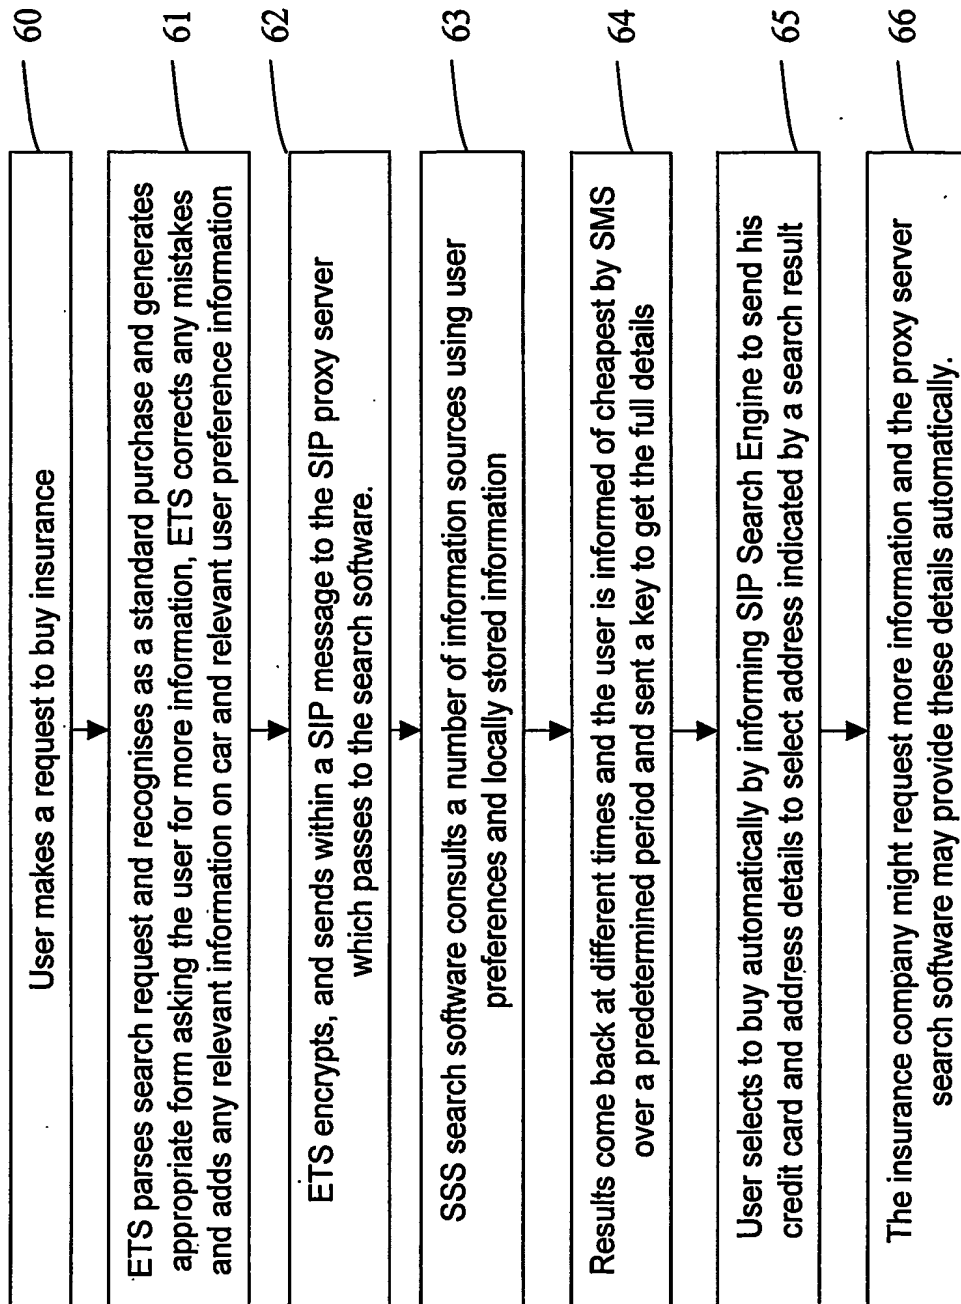 User makes a request to buy insurance
60
ETS parses search request and recognises as a standard purchase and generates
appropriate form asking the user for more information, ETS corrects any mistakes
and adds any relevant information on car and relevant user preference information
61
ETS encrypts, and sends within a SIP message to the SIP proxy server
which passes to the search software.
62
SSS search software consults a number of information sources using user
preferences and locally stored information
63
Results come back at different times and the user is informed of cheapest by SMS
over a predetermined period and sent a key to get the full details
64
User selects to buy automatically by informing SIP Search Engine to send his
credit card and address details to select address indicated by a search result
65
The insurance company might request more information and the proxy server
search software may provide these details automatically.
66